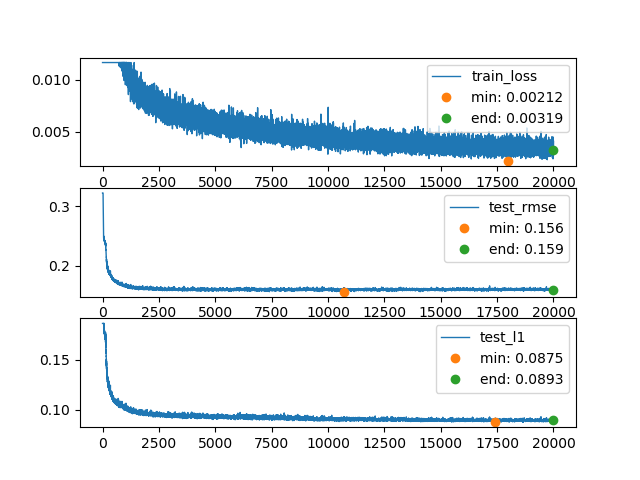 0.010
0.005
train_loss
min: 0.00212
end: 0.00319
0 2500 5000 7500 10000 12500 15000 17500 20000
0.3
0.2
test_rmse
min: 0.156
end: 0.159
0 2500 5000 7500 10000 12500 15000 17500 20000
0.15
0.10
test_l1
min: 0.0875
end: 0.0893
0 2500 5000 7500 10000 12500 15000 17500 20000